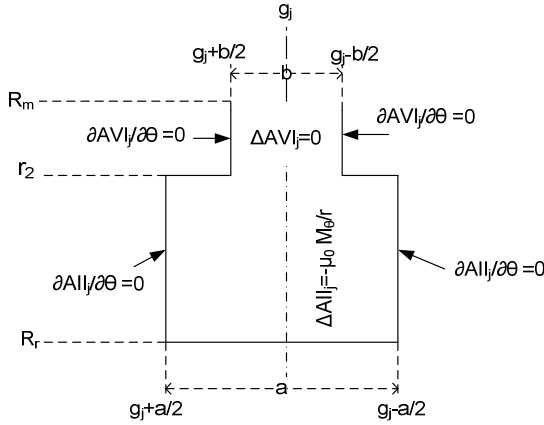 gj
gj+b/2
gj-b/2
b
Rm
∂AVIj/∂θ =0
ΔAVIj=0
∂AVIj/∂θ =0
r2
∂AIIj/∂θ =0
ΔAIIj=-μ0 Mθ/r
∂AIIj/∂θ =0
Rr
a
gj+a/2
gj-a/2